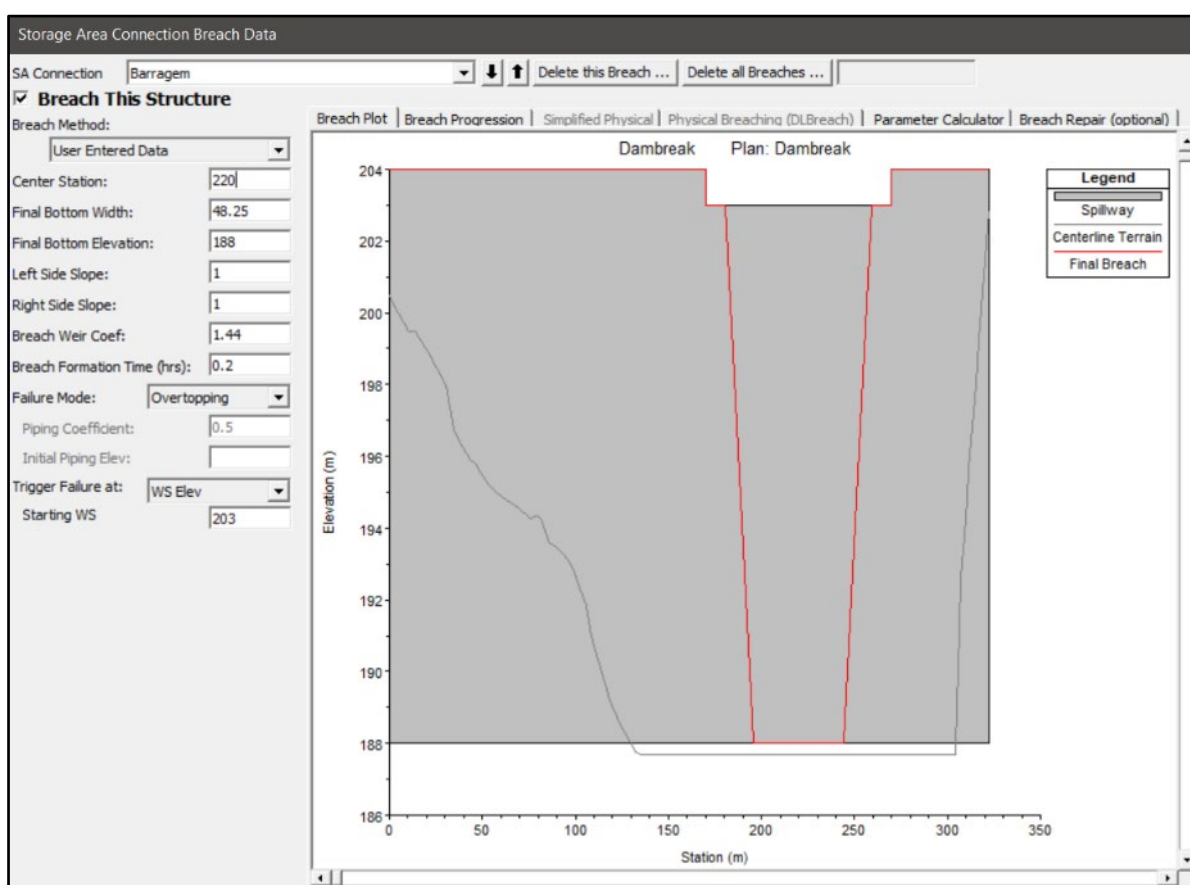 Storage Area Connection Breach Data
SA Connection Barragem Delete this Breach ... Delete all Breaches ...
Breach This Structure
Breach Method:
User Entered Data
Center Station: 220
Final Bottom Width: 48.25
Final Bottom Elevation: 188
Left Side Slope: 1
Right Side Slope: 1
Breach Weir Coef: 1.44
Breach Formation Time (hrs): 0.2
Failure Mode: Overtopping
Piping Coefficient: 0.5
Initial Piping Elev:
Trigger Failure at: WS Elev
Starting WS 203
Breach Plot Breach Progression Simplified Physical Physical Breaching (DLBreach) Parameter Calculator Breach Repair (optional)
Dambreak Plan: Dambreak
204
202
200
198
196
194
192
190
188
186
Elevation (m)
0 50 100 150 200 250 300 350
Station (m)
Legend
Spillway
Centerline Terrain
Final Breach